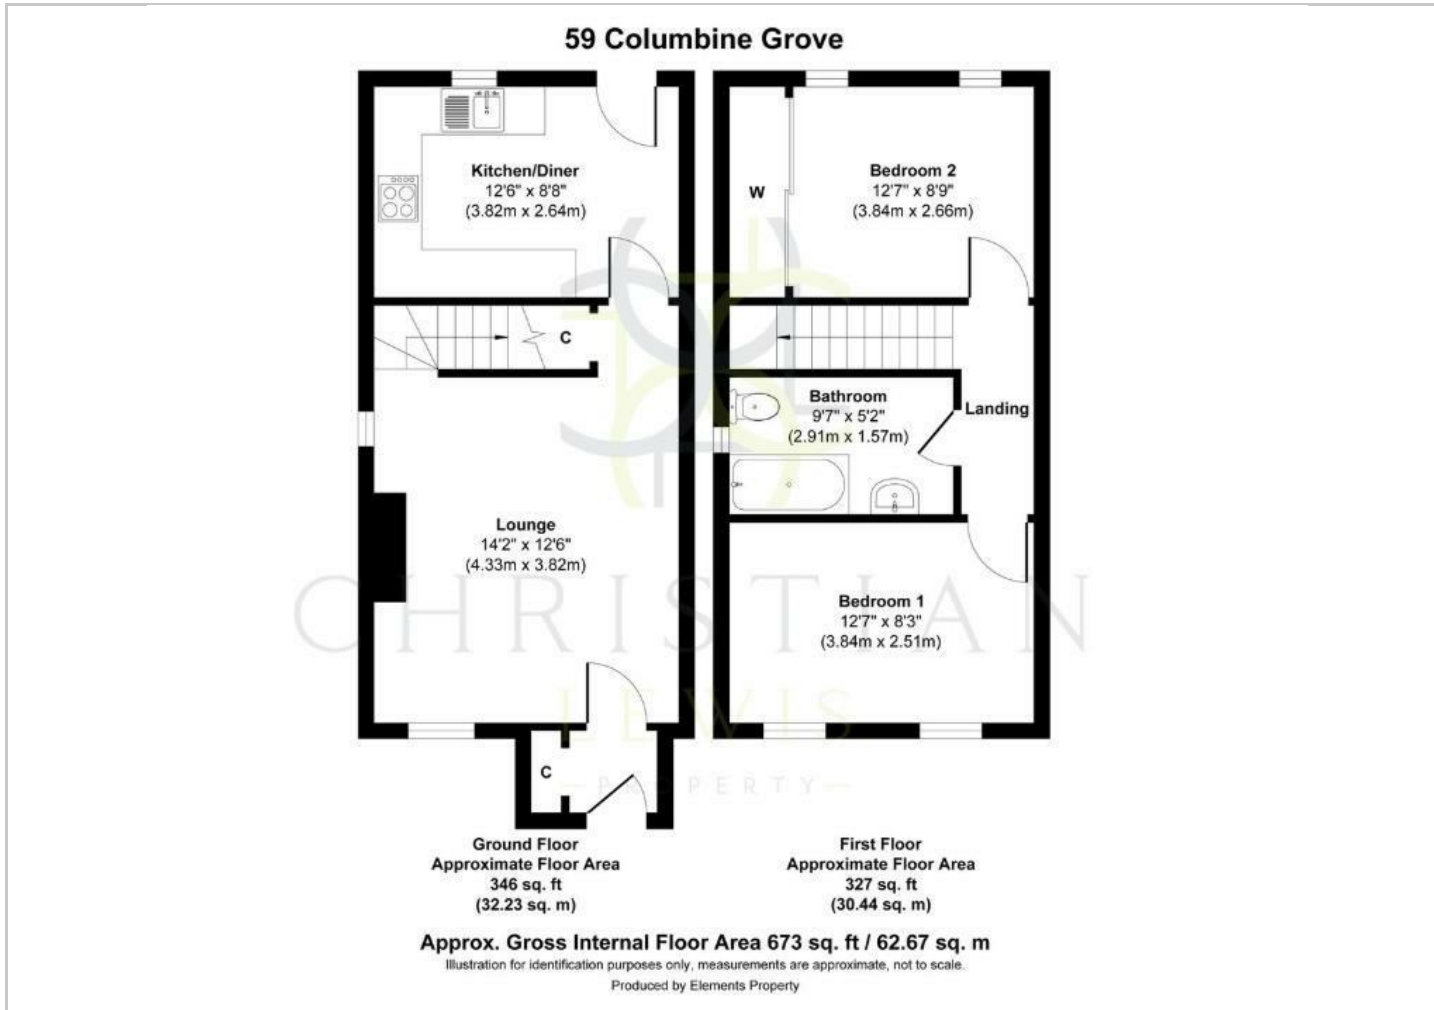 59 Columbine Grove
Kitchen/Diner
12'6" x 8'8"
(3.82m x 2.64m)
C
Lounge
14'2" x 12'6"
(4.33m x 3.82m)
C
W
Bedroom 2
12'7" x 8'9"
(3.84m x 2.66m)
Bathroom
9'7" x 5'2"
(2.91m x 1.57m)
Landing
Bedroom 1
12'7" x 8'3"
(3.84m x 2.51m)
CHRISTIAN
LEWIS
PROPERTY
Ground Floor
Approximate Floor Area
346 sq. ft
(32.23 sq. m)
First Floor
Approximate Floor Area
327 sq. ft
(30.44 sq. m)
Approx. Gross Internal Floor Area 673 sq. ft / 62.67 sq. m
Illustration for identification purposes only, measurements are approximate, not to scale.
Produced by Elements Property